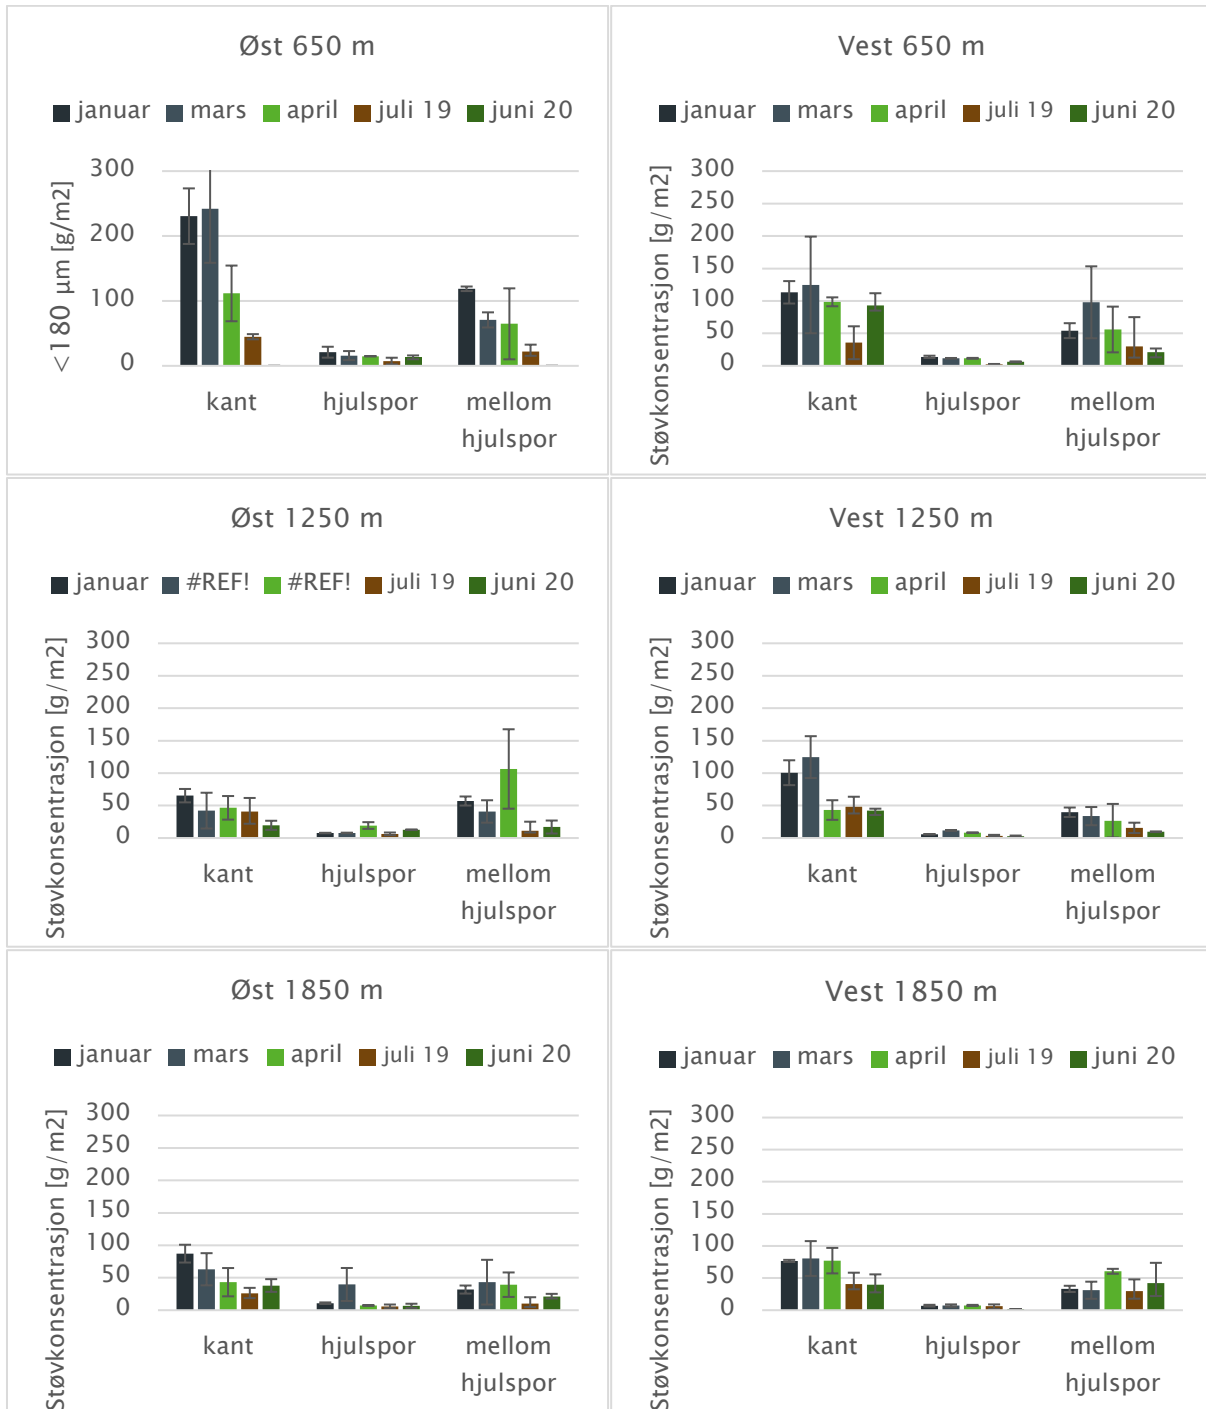 Øst 650 m
januar mars april juli 19 juni 20
<180 µm [g/m2]
300
200
100
0
kant hjulspor mellom
hjulspor
Vest 650 m
januar mars april juli 19 juni 20
Støvkonsentrasjon [g/m2]
300
250
200
150
100
50
0
kant hjulspor mellom
hjulspor
Øst 1250 m
januar #REF! #REF! juli 19 juni 20
Støvkonsentrasjon [g/m2]
300
250
200
150
100
50
0
kant hjulspor mellom
hjulspor
Vest 1250 m
januar mars april juli 19 juni 20
Støvkonsentrasjon [g/m2]
300
250
200
150
100
50
0
kant hjulspor mellom
hjulspor
Øst 1850 m
januar mars april juli 19 juni 20
Støvkonsentrasjon [g/m2]
300
250
200
150
100
50
0
kant hjulspor mellom
hjulspor
Vest 1850 m
januar mars april juli 19 juni 20
Støvkonsentrasjon [g/m2]
300
250
200
150
100
50
0
kant hjulspor mellom
hjulspor